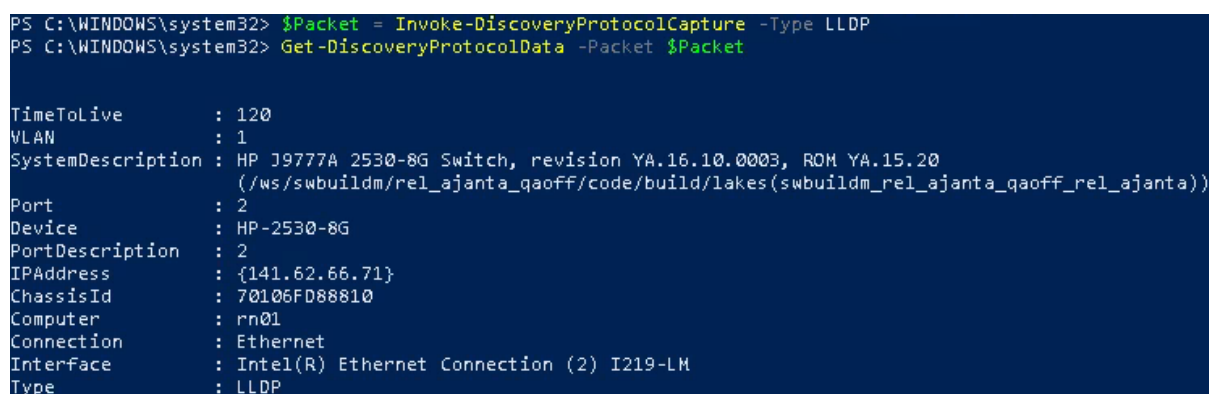 PS C:\WINDOWS\system32> $Packet = Invoke-DiscoveryProtocolCapture -Type LLDP
PS C:\WINDOWS\system32> Get-DiscoveryProtocolData -Packet $Packet
TimeToLive : 120
VLAN : 1
SystemDescription : HP J9777A 2530-8G Switch, revision YA.16.10.0003, ROM YA.15.20
(/ws/swbuildm/rel_ajanta_qaoff/code/build/lakes(swbuildm_rel_ajanta_qaoff_rel_ajanta))
Port : 2
Device : HP-2530-8G
PortDescription : 2
IPAddress : {141.62.66.71}
ChassisId : 70106FD88810
Computer : rn01
Connection : Ethernet
Interface : Intel(R) Ethernet Connection (2) I219-LM
Type : LLDP